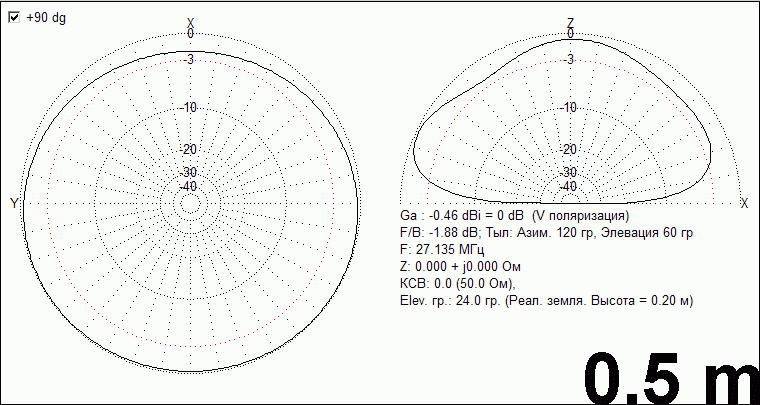 +90 dg
X
0
-3
-10
-20
-30
-40
Y
Z
0
-3
-10
-20
-30
-40
X
Ga : -0.46 dBi = 0 dB (V поляризация)
F/B: -1.88 dB; Тыл: Азим. 120 гр, Элевация 60 гр
F: 27.135 МГц
Z: 0.000 + j0.000 Ом
КСВ: 0.0 (50.0 Ом),
Elev. гр.: 24.0 гр. (Реал. земля. Высота = 0.20 м)
0.5 m